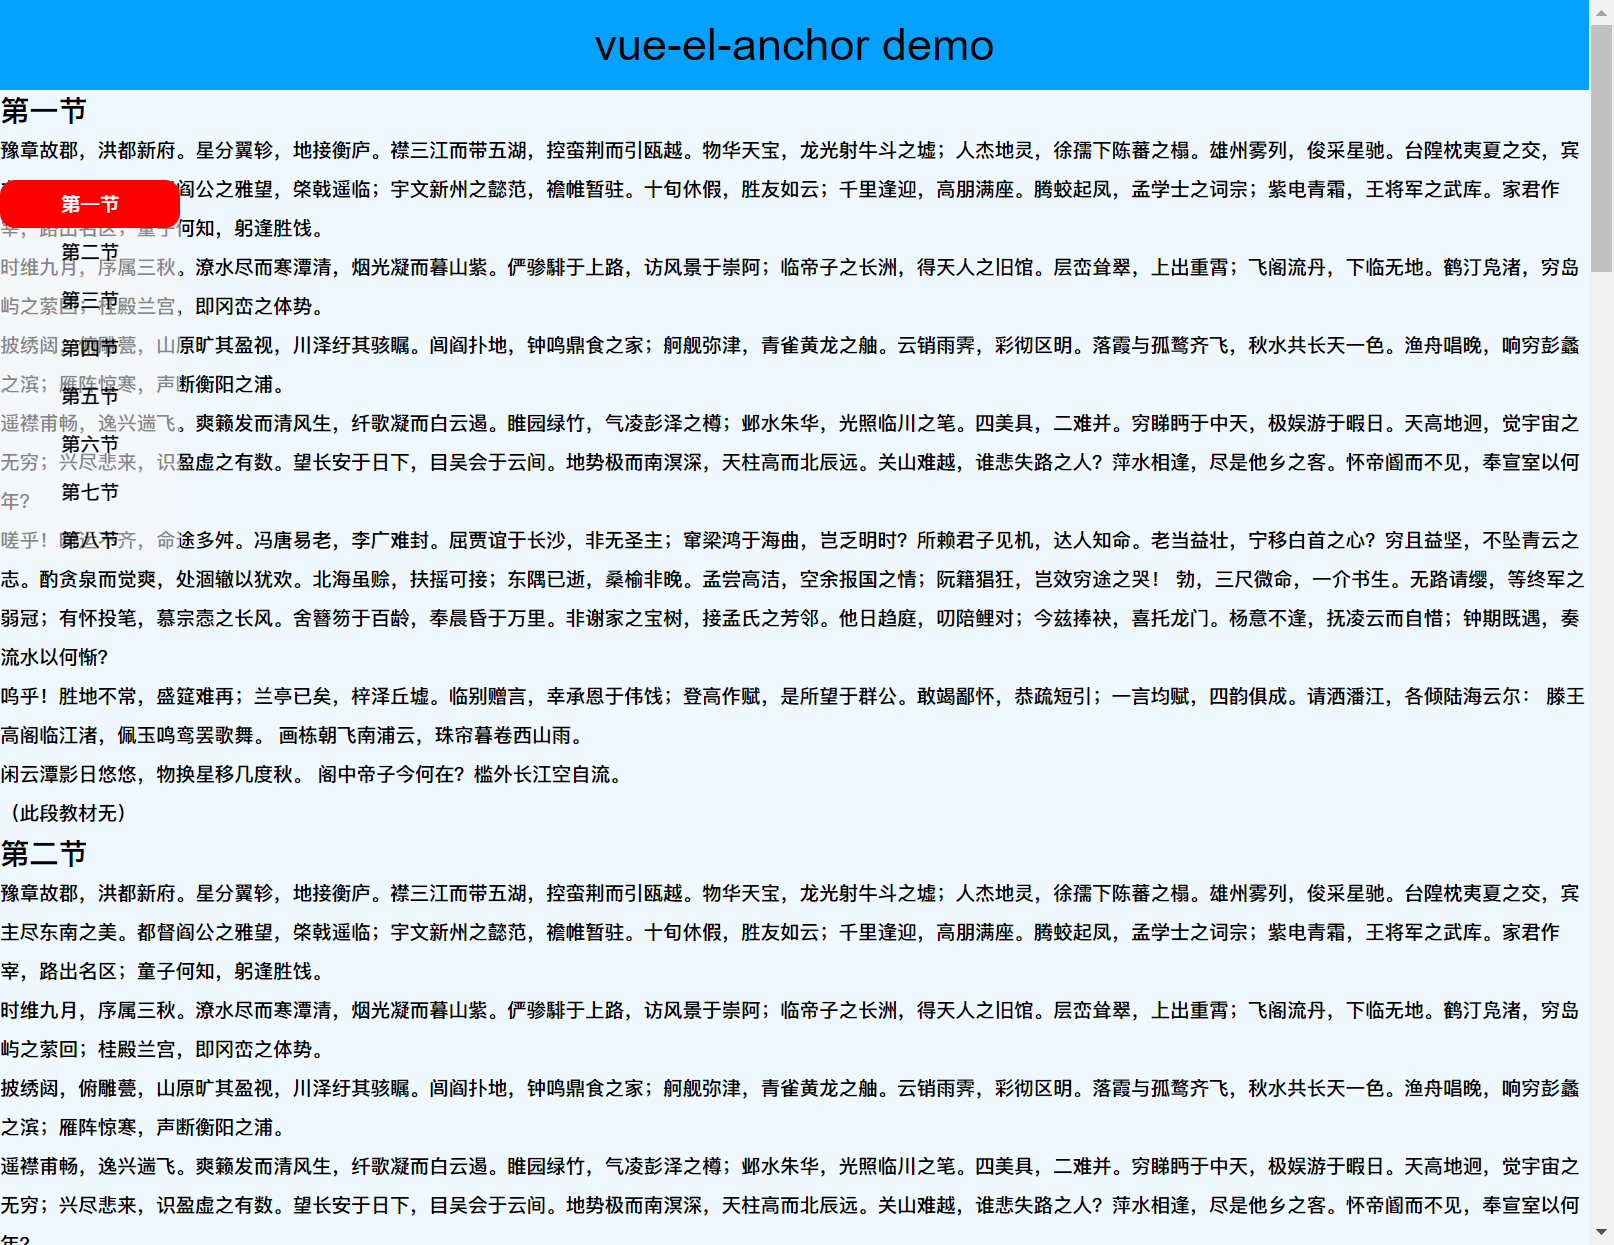 vue-el-anchor demo
第一节
豫章故郡，洪都新府。星分翼轸，地接衡庐。襟三江而带五湖，控蛮荆而引瓯越。物华天宝，龙光射牛斗之墟；人杰地灵，徐孺下陈蕃之榻。雄州雾列，俊采星驰。台隍枕夷夏之交，宾
阎公之雅望，棨戟遥临；宇文新州之懿范，襜帷暂驻。十旬休假，胜友如云；千里逢迎，高朋满座。腾蛟起凤，孟学士之词宗；紫电青霜，王将军之武库。家君作
第一节
宰，路出名区；童子何知，躬逢胜饯。
第二节
时维九月，序属三秋。潦水尽而寒潭清，烟光凝而暮山紫。俨骖騑于上路，访风景于崇阿；临帝子之长洲，得天人之旧馆。层峦耸翠，上出重霄；飞阁流丹，下临无地。鹤汀凫渚，穷岛
第三节
屿之萦回；桂殿兰宫，即冈峦之体势。
第四节
披绣闼，俯雕甍，山原旷其盈视，川泽纡其骇瞩。闾阎扑地，钟鸣鼎食之家；舸舰弥津，青雀黄龙之舳。云销雨霁，彩彻区明。落霞与孤鹜齐飞，秋水共长天一色。渔舟唱晚，响穷彭蠡
之滨；雁阵惊寒，声断衡阳之浦。
第五节
遥襟甫畅，逸兴遄飞。爽籁发而清风生，纤歌凝而白云遏。睢园绿竹，气凌彭泽之樽；邺水朱华，光照临川之笔。四美具，二难并。穷睇眄于中天，极娱游于暇日。天高地迥，觉宇宙之
第六节
无穷；兴尽悲来，识盈虚之有数。望长安于日下，目吴会于云间。地势极而南溟深，天柱高而北辰远。关山难越，谁悲失路之人？萍水相逢，尽是他乡之客。怀帝阍而不见，奉宣室以何
第七节
年？
第八节
嗟乎！时运不齐，命途多舛。冯唐易老，李广难封。屈贾谊于长沙，非无圣主；窜梁鸿于海曲，岂乏明时？所赖君子见机，达人知命。老当益壮，宁移白首之心？穷且益坚，不坠青云之
志。酌贪泉而觉爽，处涸辙以犹欢。北海虽赊，扶摇可接；东隅已逝，桑榆非晚。孟尝高洁，空余报国之情；阮籍猖狂，岂效穷途之哭！ 勃，三尺微命，一介书生。无路请缨，等终军之
弱冠；有怀投笔，慕宗悫之长风。舍簪笏于百龄，奉晨昏于万里。非谢家之宝树，接孟氏之芳邻。他日趋庭，叨陪鲤对；今兹捧袂，喜托龙门。杨意不逢，抚凌云而自惜；钟期既遇，奏
流水以何惭？
呜乎！胜地不常，盛筵难再；兰亭已矣，梓泽丘墟。临别赠言，幸承恩于伟饯；登高作赋，是所望于群公。敢竭鄙怀，恭疏短引；一言均赋，四韵俱成。请洒潘江，各倾陆海云尔： 滕王
高阁临江渚，佩玉鸣鸾罢歌舞。 画栋朝飞南浦云，珠帘暮卷西山雨。
闲云潭影日悠悠，物换星移几度秋。 阁中帝子今何在？槛外长江空自流。
（此段教材无）
第二节
豫章故郡，洪都新府。星分翼轸，地接衡庐。襟三江而带五湖，控蛮荆而引瓯越。物华天宝，龙光射牛斗之墟；人杰地灵，徐孺下陈蕃之榻。雄州雾列，俊采星驰。台隍枕夷夏之交，宾
主尽东南之美。都督阎公之雅望，棨戟遥临；宇文新州之懿范，襜帷暂驻。十旬休假，胜友如云；千里逢迎，高朋满座。腾蛟起凤，孟学士之词宗；紫电青霜，王将军之武库。家君作
宰，路出名区；童子何知，躬逢胜饯。
时维九月，序属三秋。潦水尽而寒潭清，烟光凝而暮山紫。俨骖騑于上路，访风景于崇阿；临帝子之长洲，得天人之旧馆。层峦耸翠，上出重霄；飞阁流丹，下临无地。鹤汀凫渚，穷岛
屿之萦回；桂殿兰宫，即冈峦之体势。
披绣闼，俯雕甍，山原旷其盈视，川泽纡其骇瞩。闾阎扑地，钟鸣鼎食之家；舸舰弥津，青雀黄龙之舳。云销雨霁，彩彻区明。落霞与孤鹜齐飞，秋水共长天一色。渔舟唱晚，响穷彭蠡
之滨；雁阵惊寒，声断衡阳之浦。
遥襟甫畅，逸兴遄飞。爽籁发而清风生，纤歌凝而白云遏。睢园绿竹，气凌彭泽之樽；邺水朱华，光照临川之笔。四美具，二难并。穷睇眄于中天，极娱游于暇日。天高地迥，觉宇宙之
无穷；兴尽悲来，识盈虚之有数。望长安于日下，目吴会于云间。地势极而南溟深，天柱高而北辰远。关山难越，谁悲失路之人？萍水相逢，尽是他乡之客。怀帝阍而不见，奉宣室以何
年？